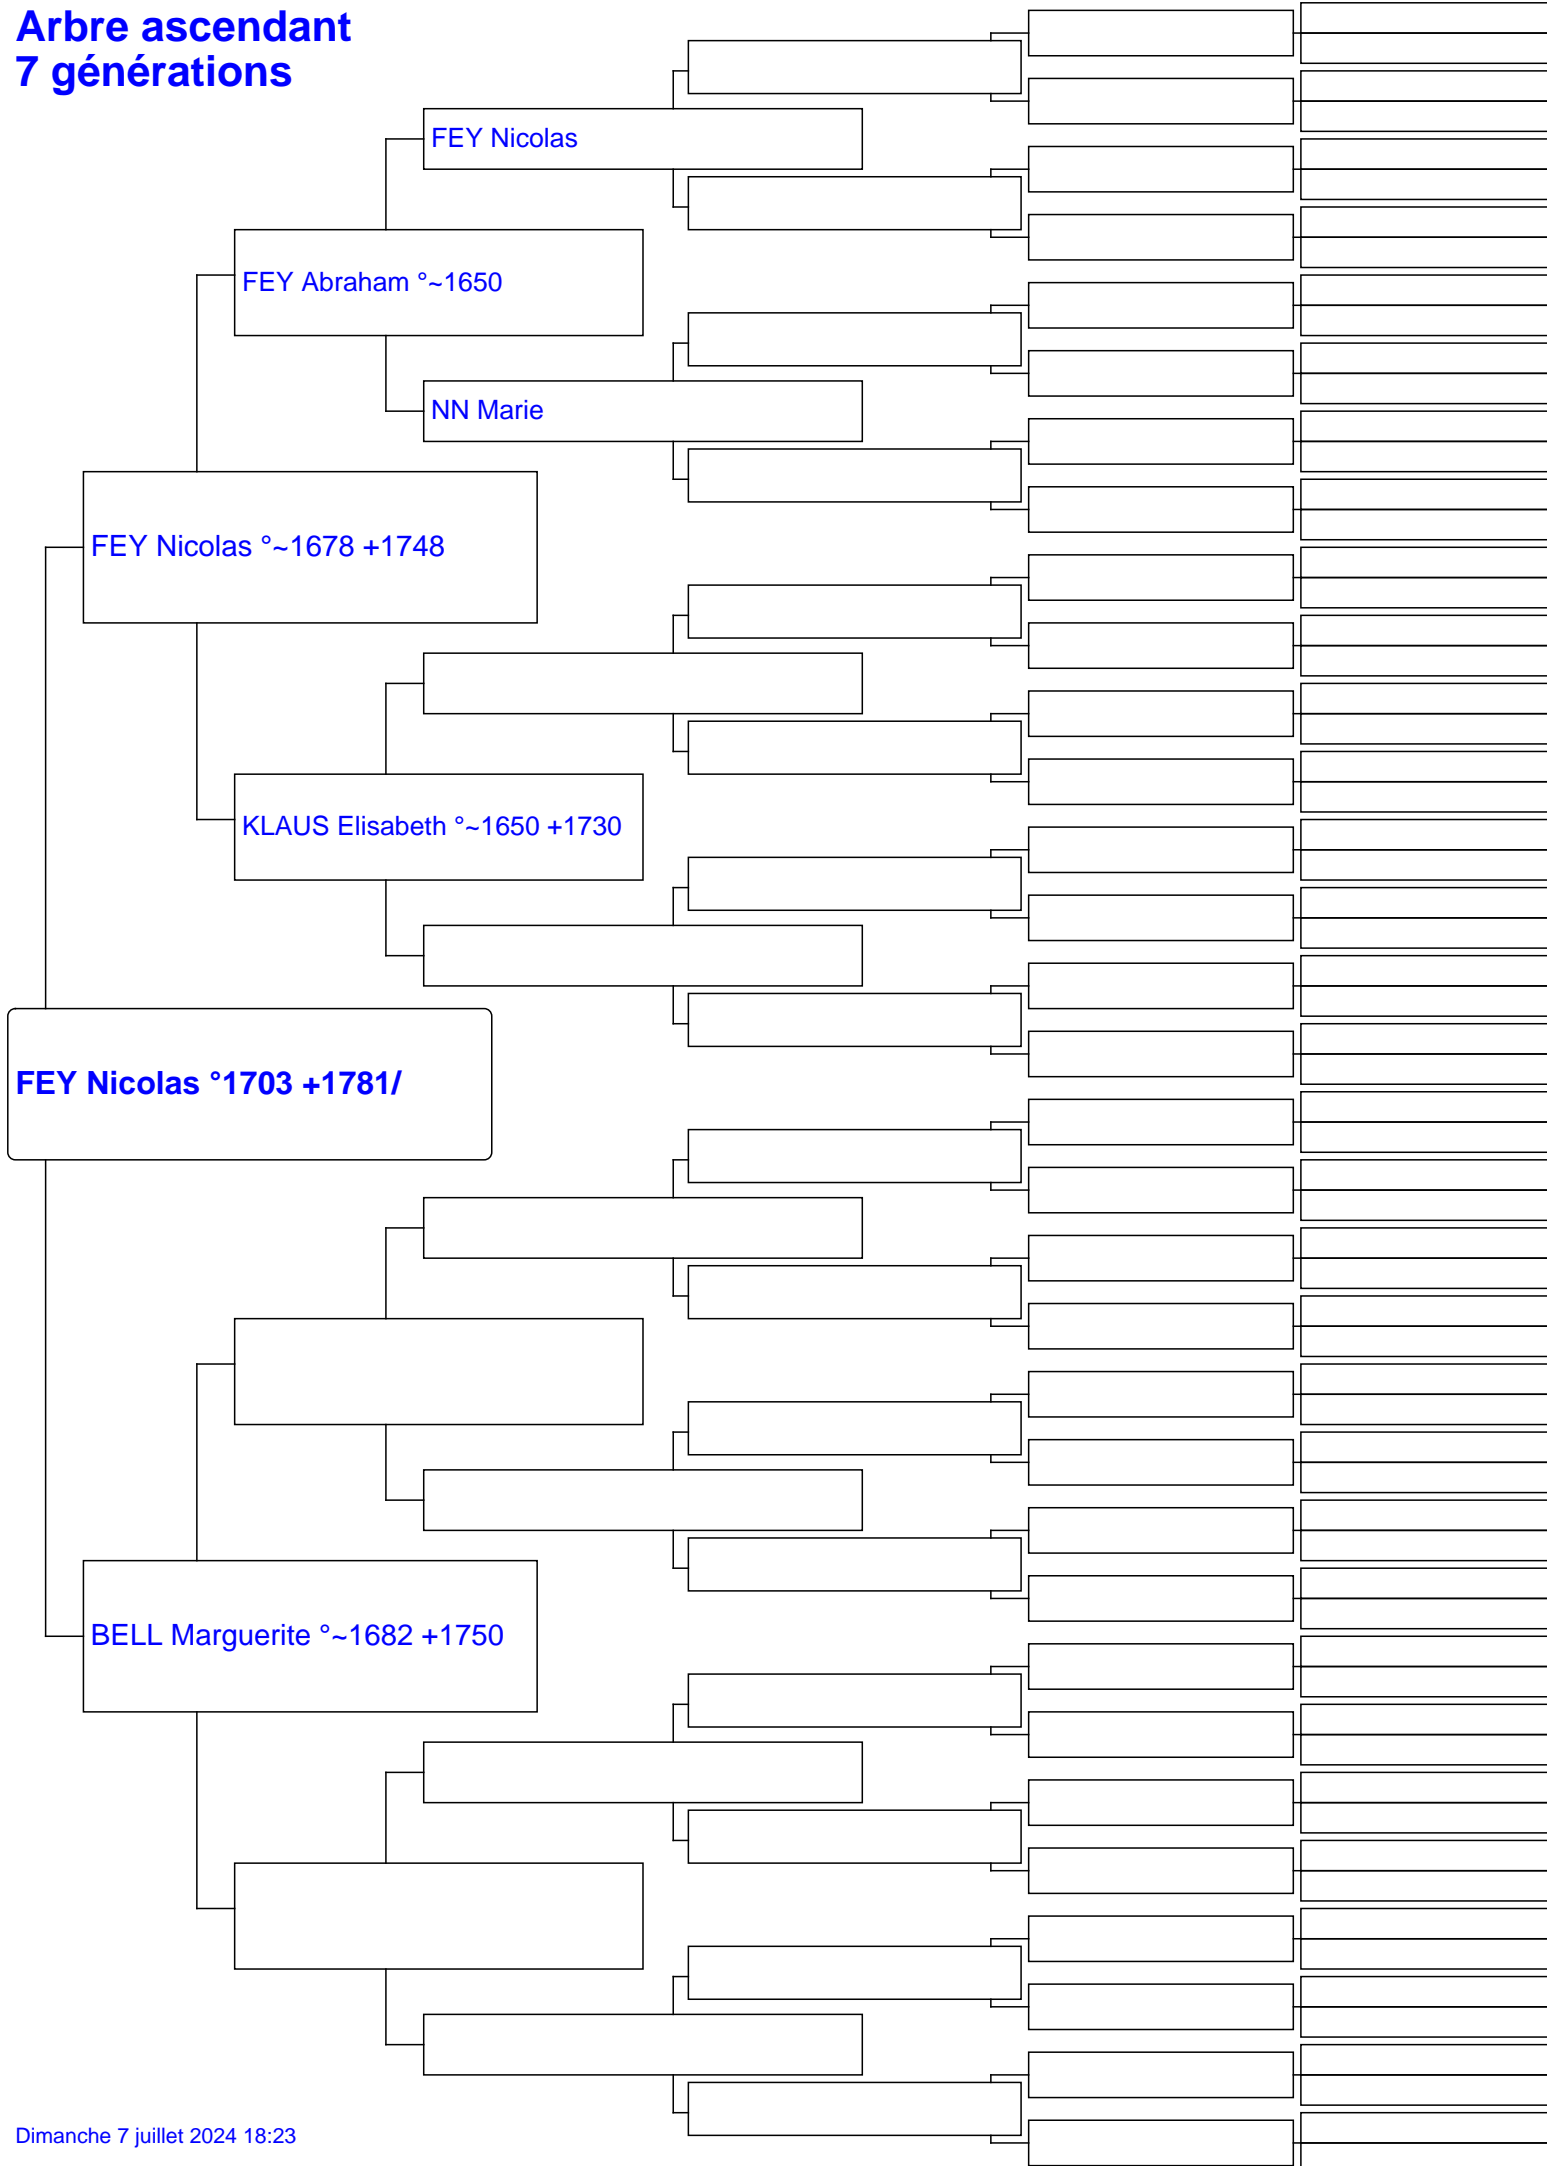 Arbre ascendant
7 générations
FEY Nicolas
FEY Abraham °~1650
NN Marie
FEY Nicolas °~1678 +1748
KLAUS Elisabeth °~1650 +1730
FEY Nicolas °1703 +1781/
BELL Marguerite °~1682 +1750
Dimanche 7 juillet 2024 18:23